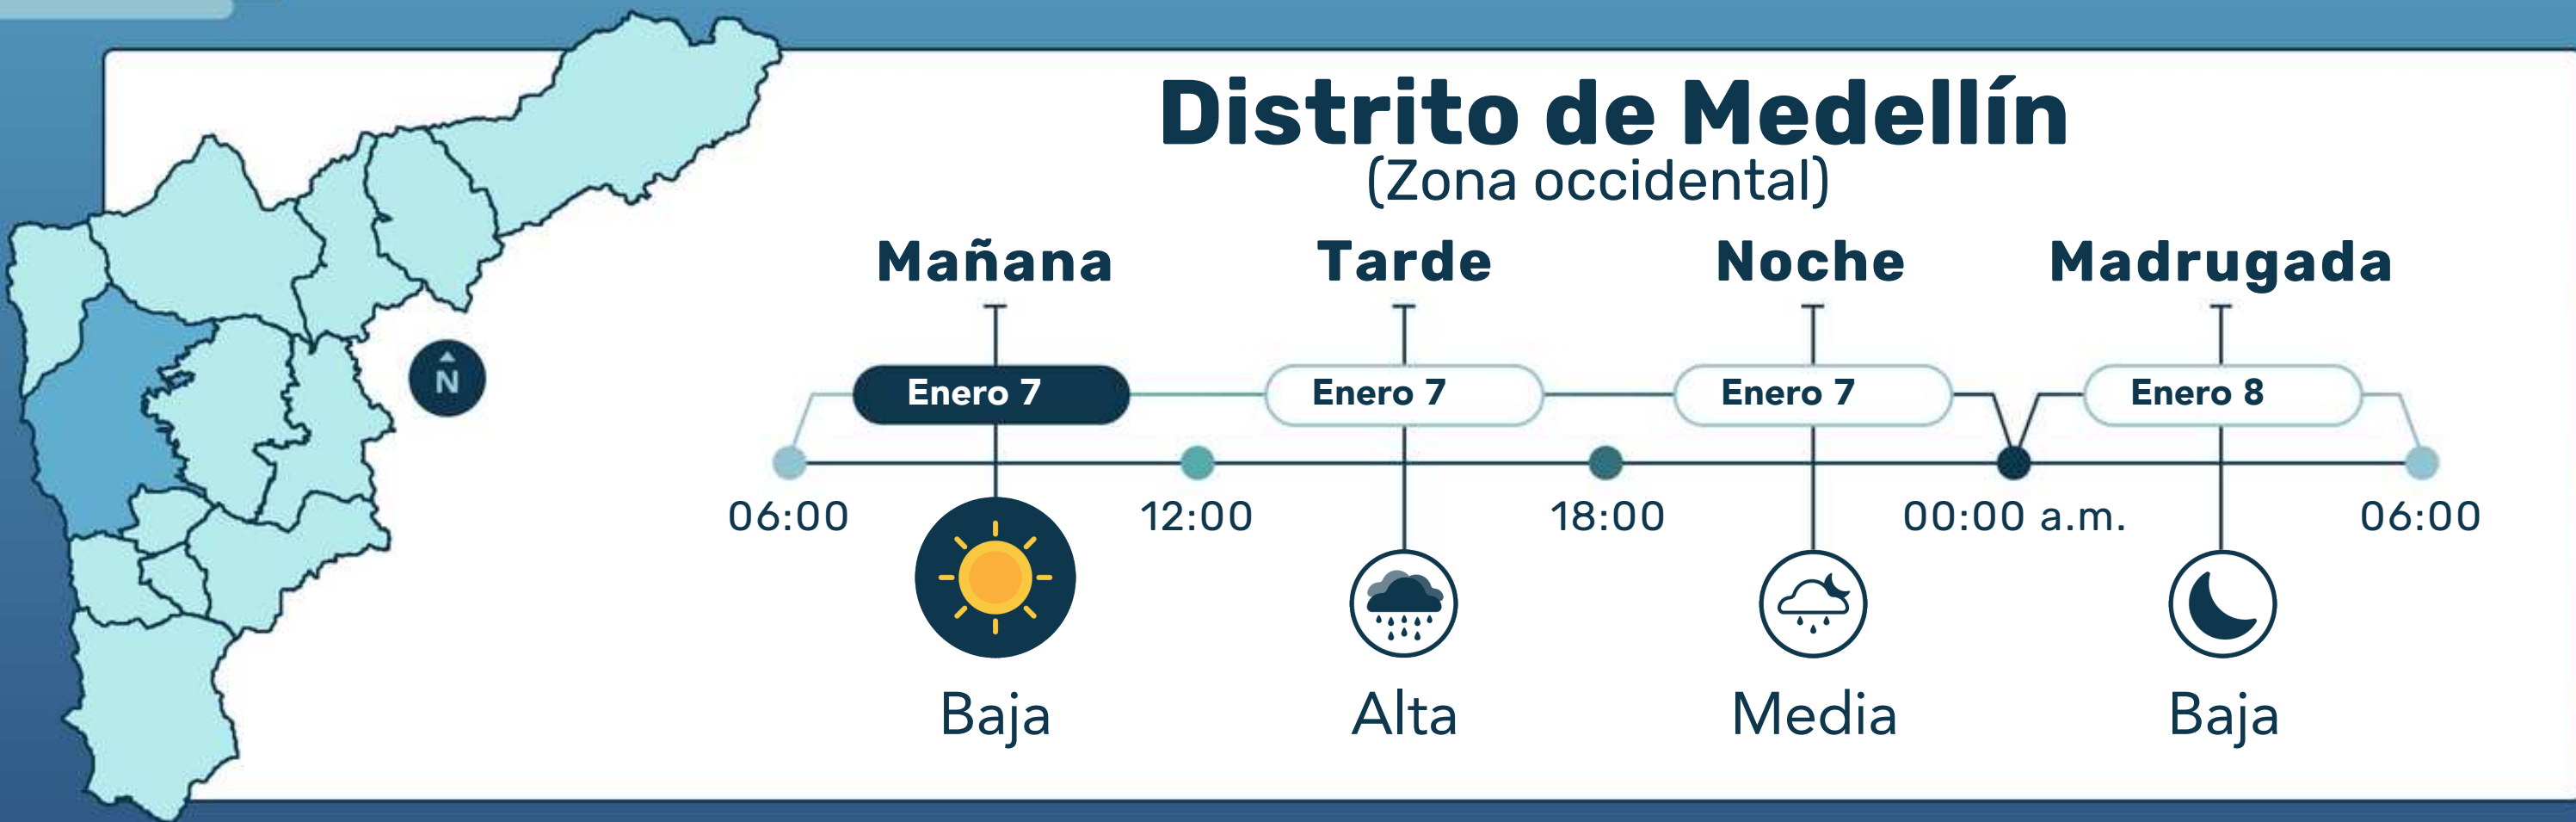 Distrito de Medellín
(Zona occidental)
Mañana Tarde Noche Madrugada
N
Enero 7 Enero 7 Enero 7 Enero 8
06:00 12:00 18:00 00:00 a.m. 06:00
Baja Alta Media Baja